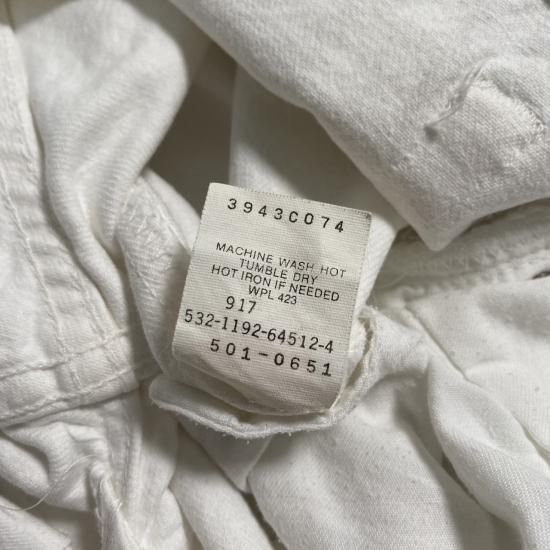 3943C074
MACHINE WASH HOT
TUMBLE DRY
HOT IRON IF NEEDED
WPL 423
917
532-1192-64512-4
501-0651